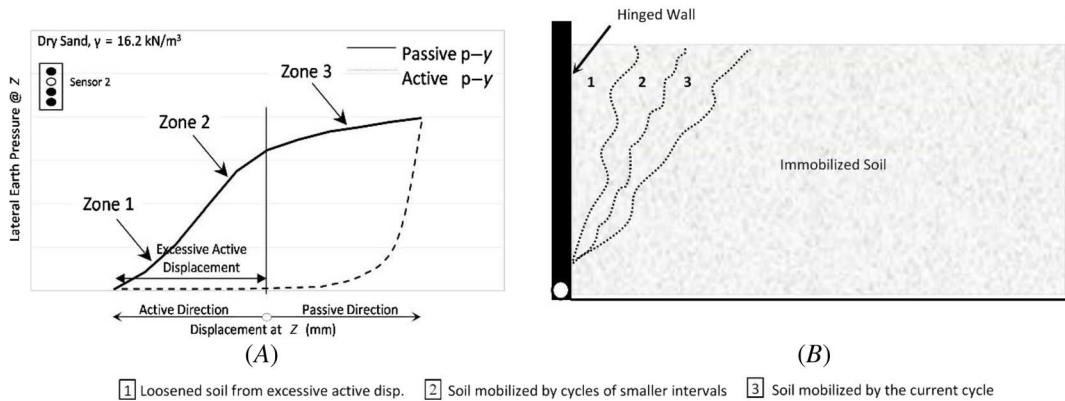 Dry Sand, γ = 16.2 kN/m³
Sensor 2
Passive p–y
Active p–y
Zone 3
Zone 2
Zone 1
Excessive Active
Displacement
Lateral Earth Pressure @ Z
Active Direction
Passive Direction
Displacement at Z (mm)
(A)
Hinged Wall
1
2
3
Immobilized Soil
(B)
1 Loosened soil from excessive active disp. 2 Soil mobilized by cycles of smaller intervals 3 Soil mobilized by the current cycle